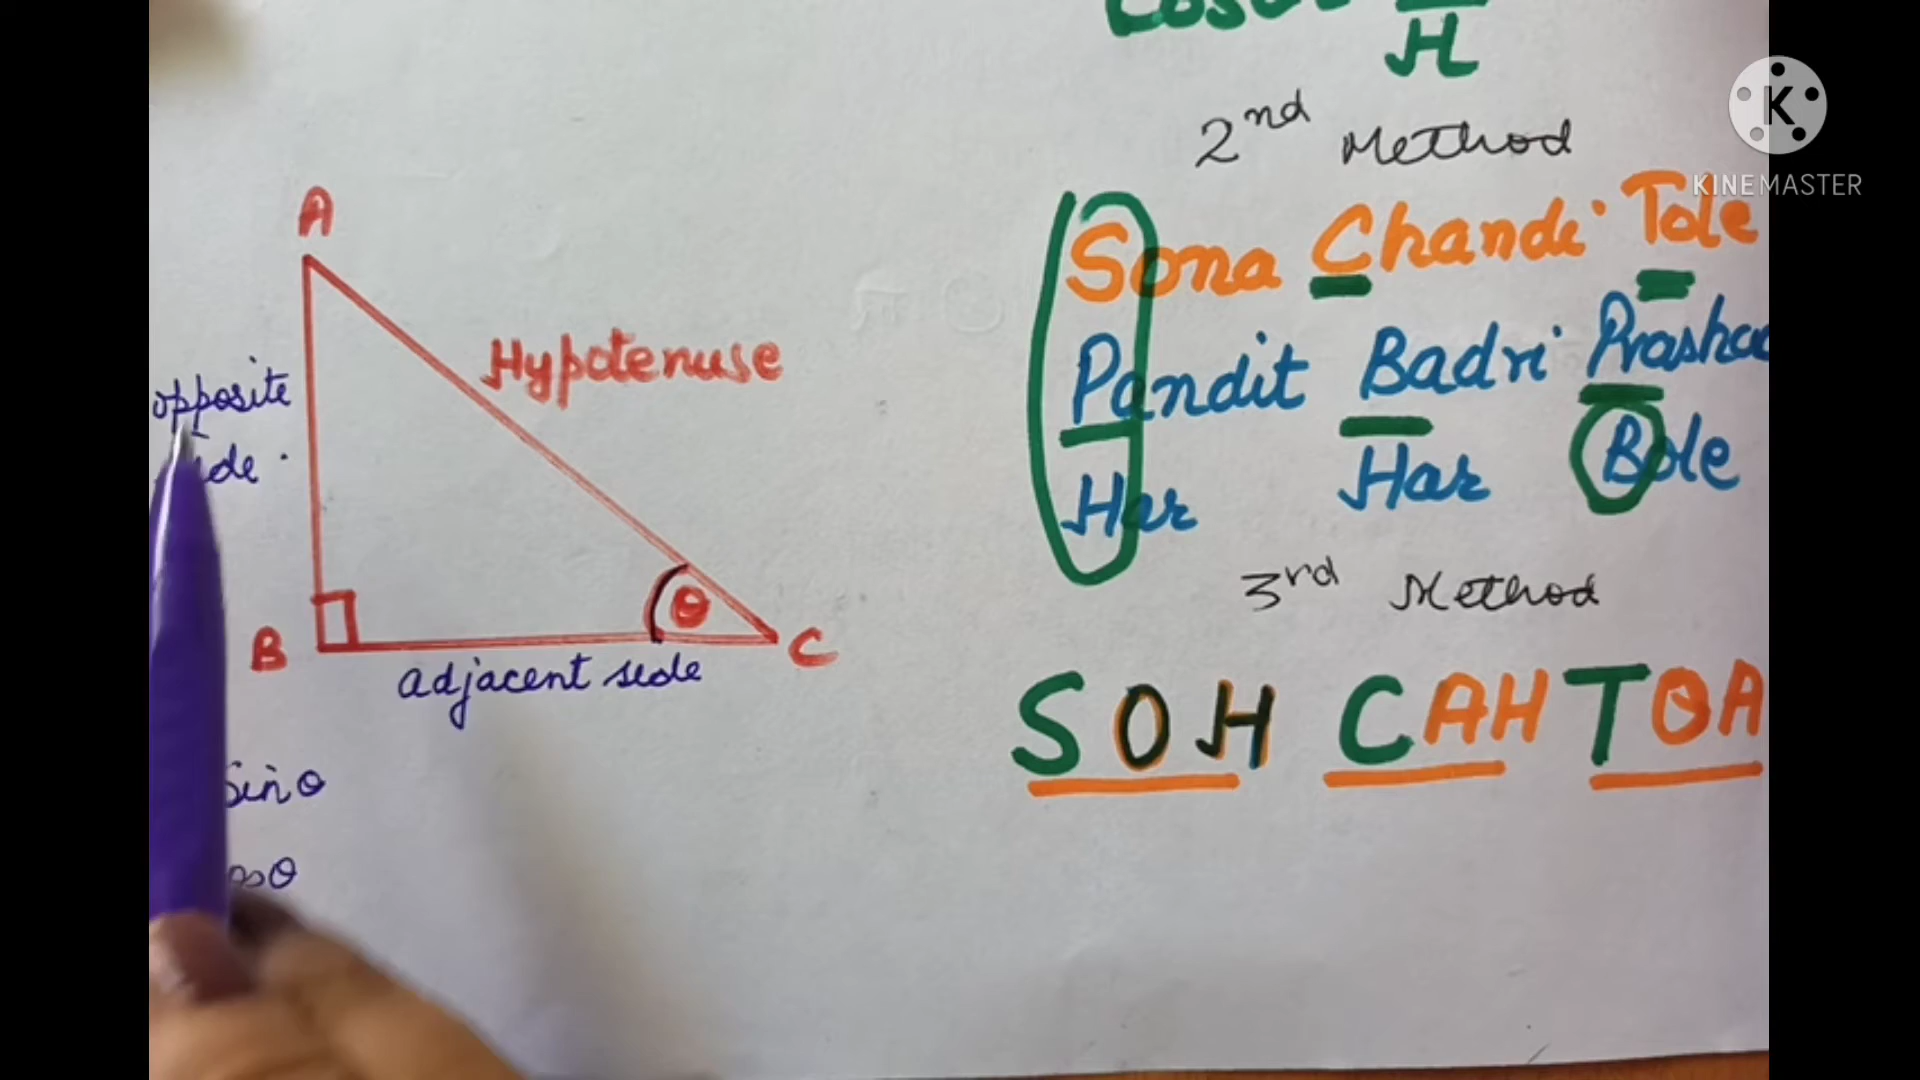 H
2nd Method
Sona Chandi Tole
Pandit Badri
Har Har Bole
3rd Method
SOH CAH TOA
A
Hypotenuse
opposite
B
θ
C
Adjacent side
Sinθ
K
KINEMASTER